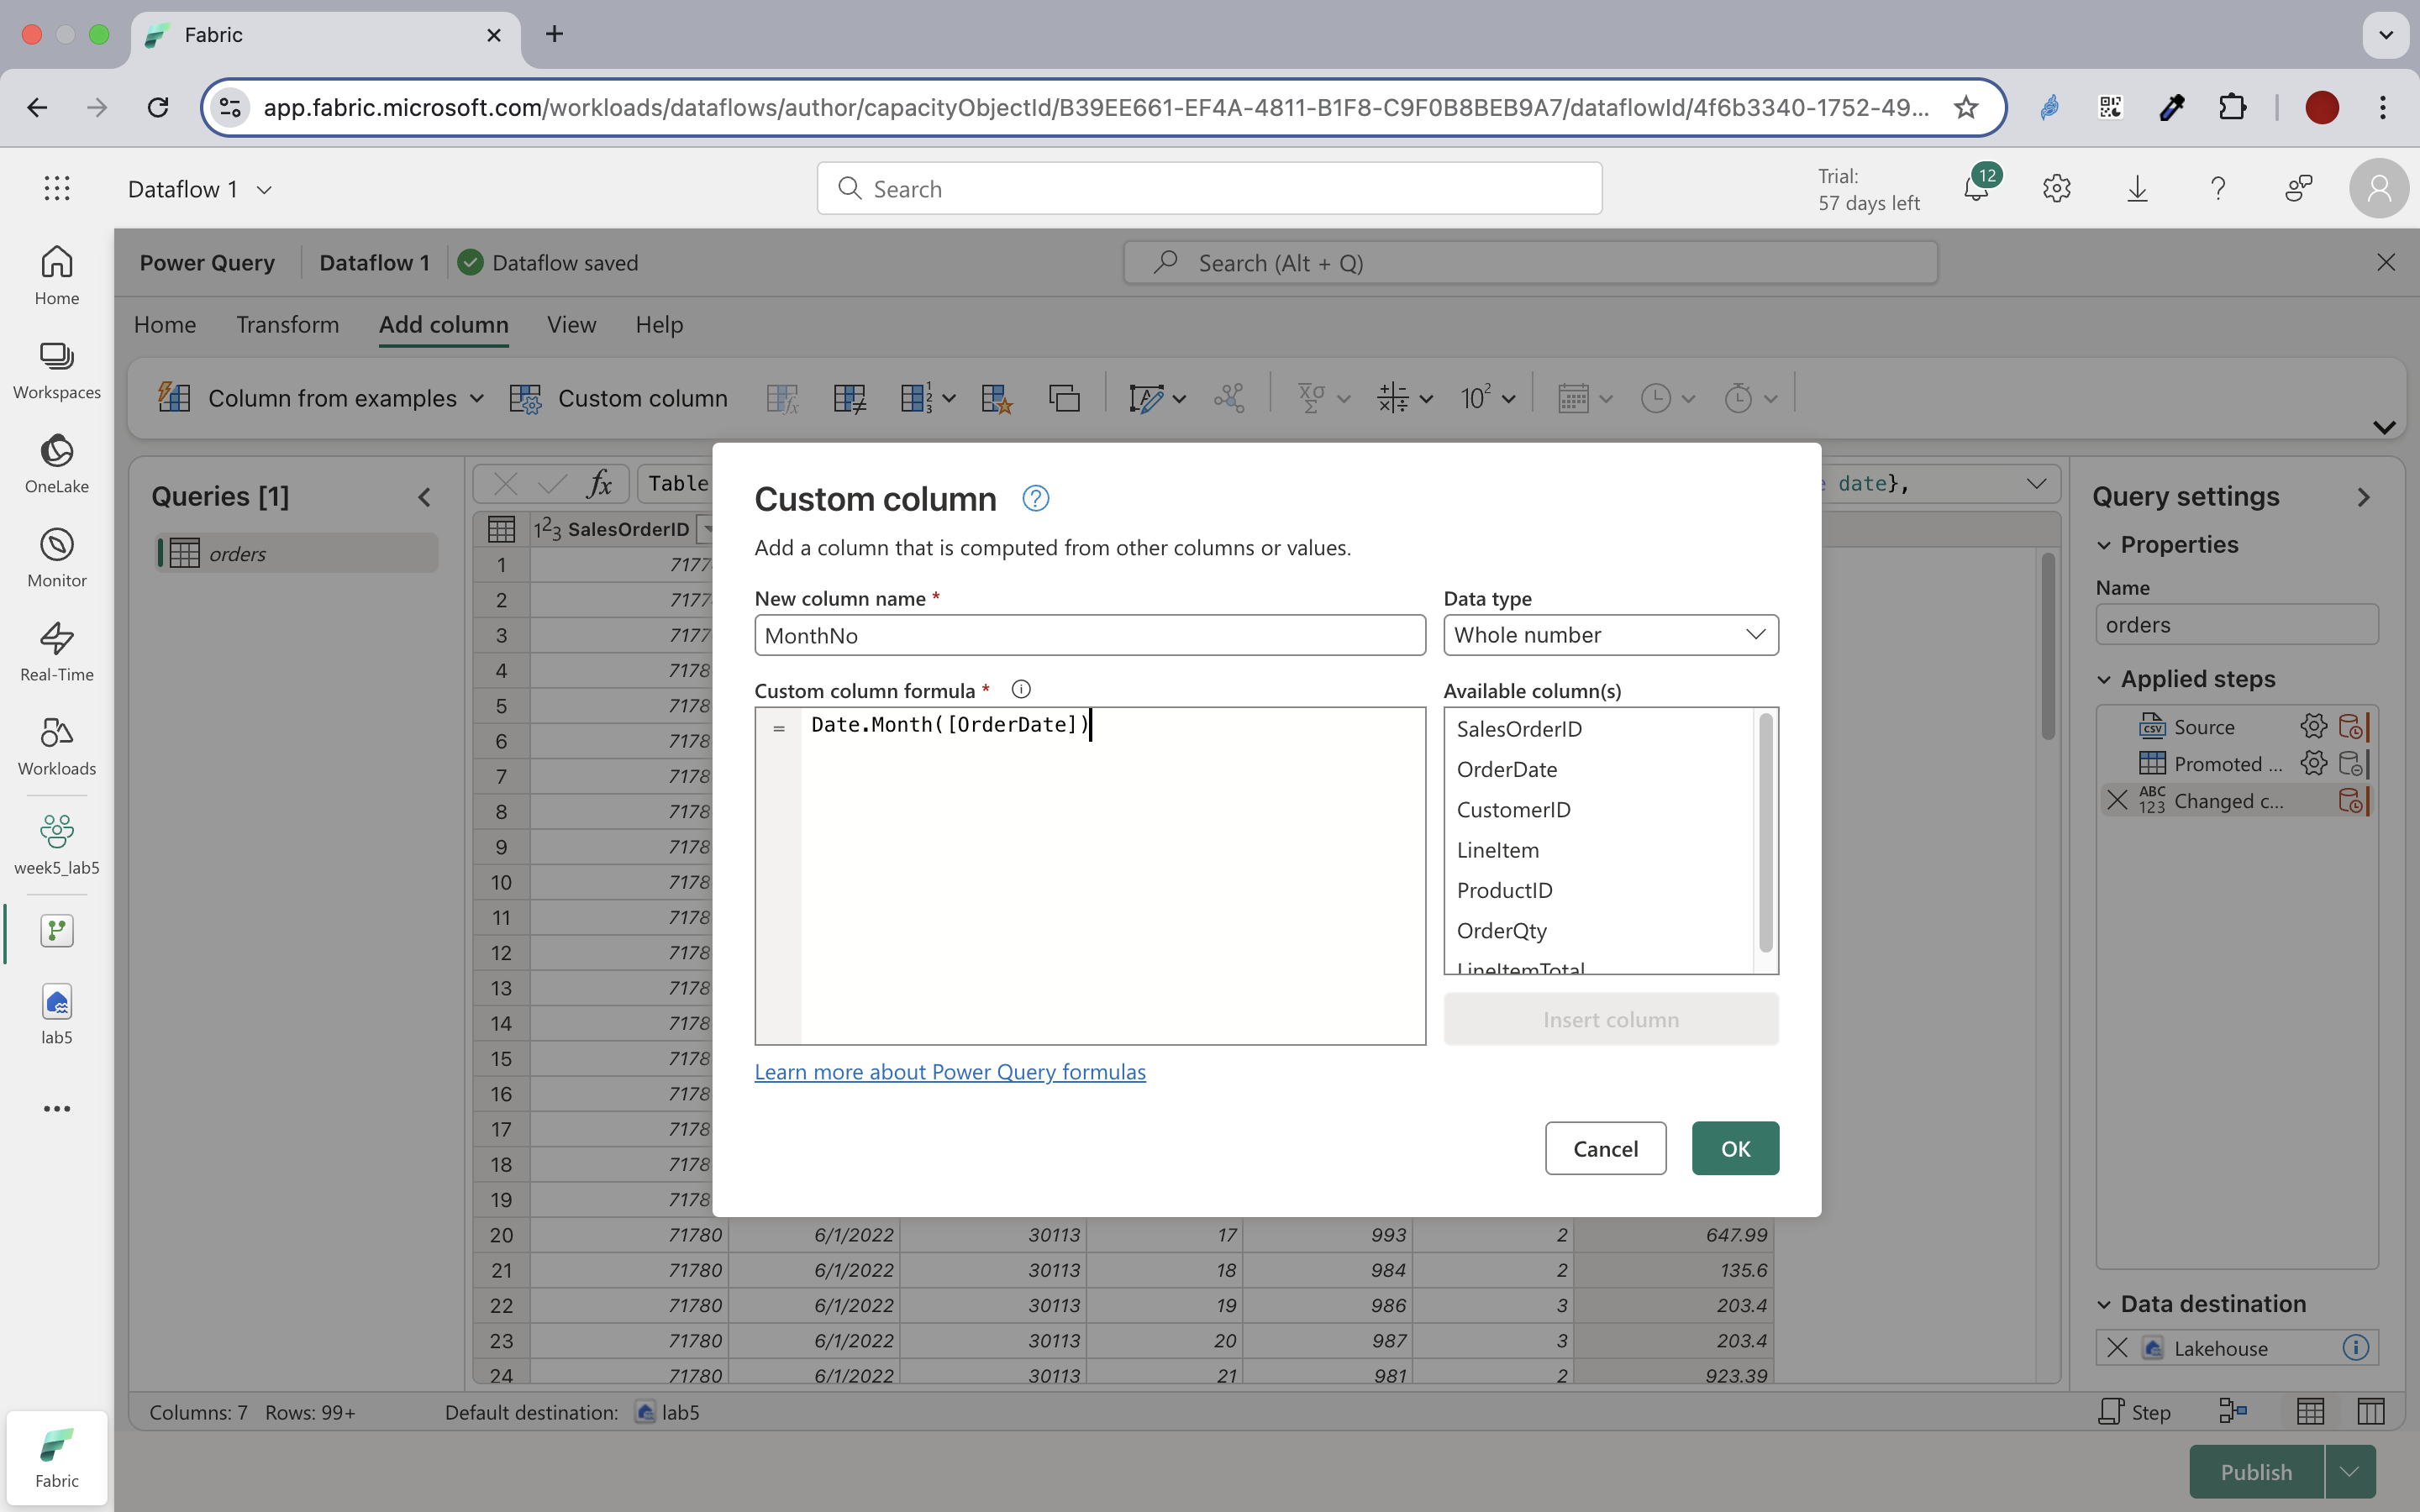 Fabric
app.fabric.microsoft.com/workloads/dataflows/author/capacityObjectId/B39EE661-EF4A-4811-B1F8-C9F0B8BEB9A7/dataflowId/4f6b3340-1752-49...
Dataflow 1
Search
Trial:
57 days left
12
Home
Workspaces
OneLake
Monitor
Real-Time
Workloads
week5_lab5
lab5
Fabric
Power Query
Dataflow 1
Dataflow saved
Search (Alt + Q)
Home Transform Add column View Help
Column from examples
Custom column
Queries [1]
orders
fx
Table
date},
SalesOrderID
1 7177
2 7177
3 7177
4 7178
5 7178
6 7178
7 7178
8 7178
9 7178
10 7178
11 7178
12 7178
13 7178
14 7178
15 7178
16 7178
17 7178
18 7178
19 7178
20 71780 6/1/2022 30113 17 993 2 647.99
21 71780 6/1/2022 30113 18 984 2 135.6
22 71780 6/1/2022 30113 19 986 3 203.4
23 71780 6/1/2022 30113 20 987 3 203.4
24 71780 6/1/2022 30113 21 981 2 923.39
Columns: 7 Rows: 99+
Default destination: lab5
Step
Custom column
Add a column that is computed from other columns or values.
New column name *
MonthNo
Data type
Whole number
Custom column formula *
= Date.Month([OrderDate])
Available column(s)
SalesOrderID
OrderDate
CustomerID
LineItem
ProductID
OrderQty
LineItemTotal
Insert column
Learn more about Power Query formulas
Cancel
OK
Query settings
Properties
Name
orders
Applied steps
Source
Promoted ...
ABC
123
Changed c...
Data destination
Lakehouse
Publish